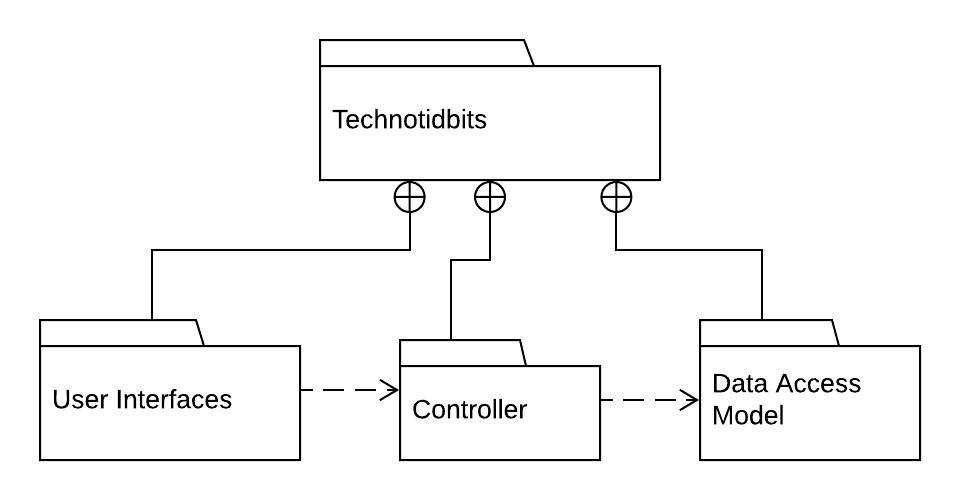 Technotidbits
User Interfaces
Controller
Data Access
Model